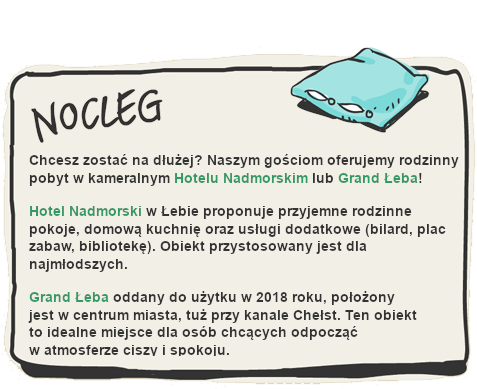 NOCLEG
Chcesz zostać na dłużej? Naszym gościom oferujemy rodzinny
pobyt w kameralnym Hotelu Nadmorskim lub Grand Łeba!
Hotel Nadmorski w Łebie proponuje przyjemne rodzinne
pokoje, domową kuchnię oraz usługi dodatkowe (bilard, plac
zabaw, bibliotekę). Obiekt przystosowany jest dla
najmłodszych.
Grand Łeba oddany do użytku w 2018 roku, położony
jest w centrum miasta, tuż przy kanale Chełst. Ten obiekt
to idealne miejsce dla osób chcących odpocząć
w atmosferze ciszy i spokoju.